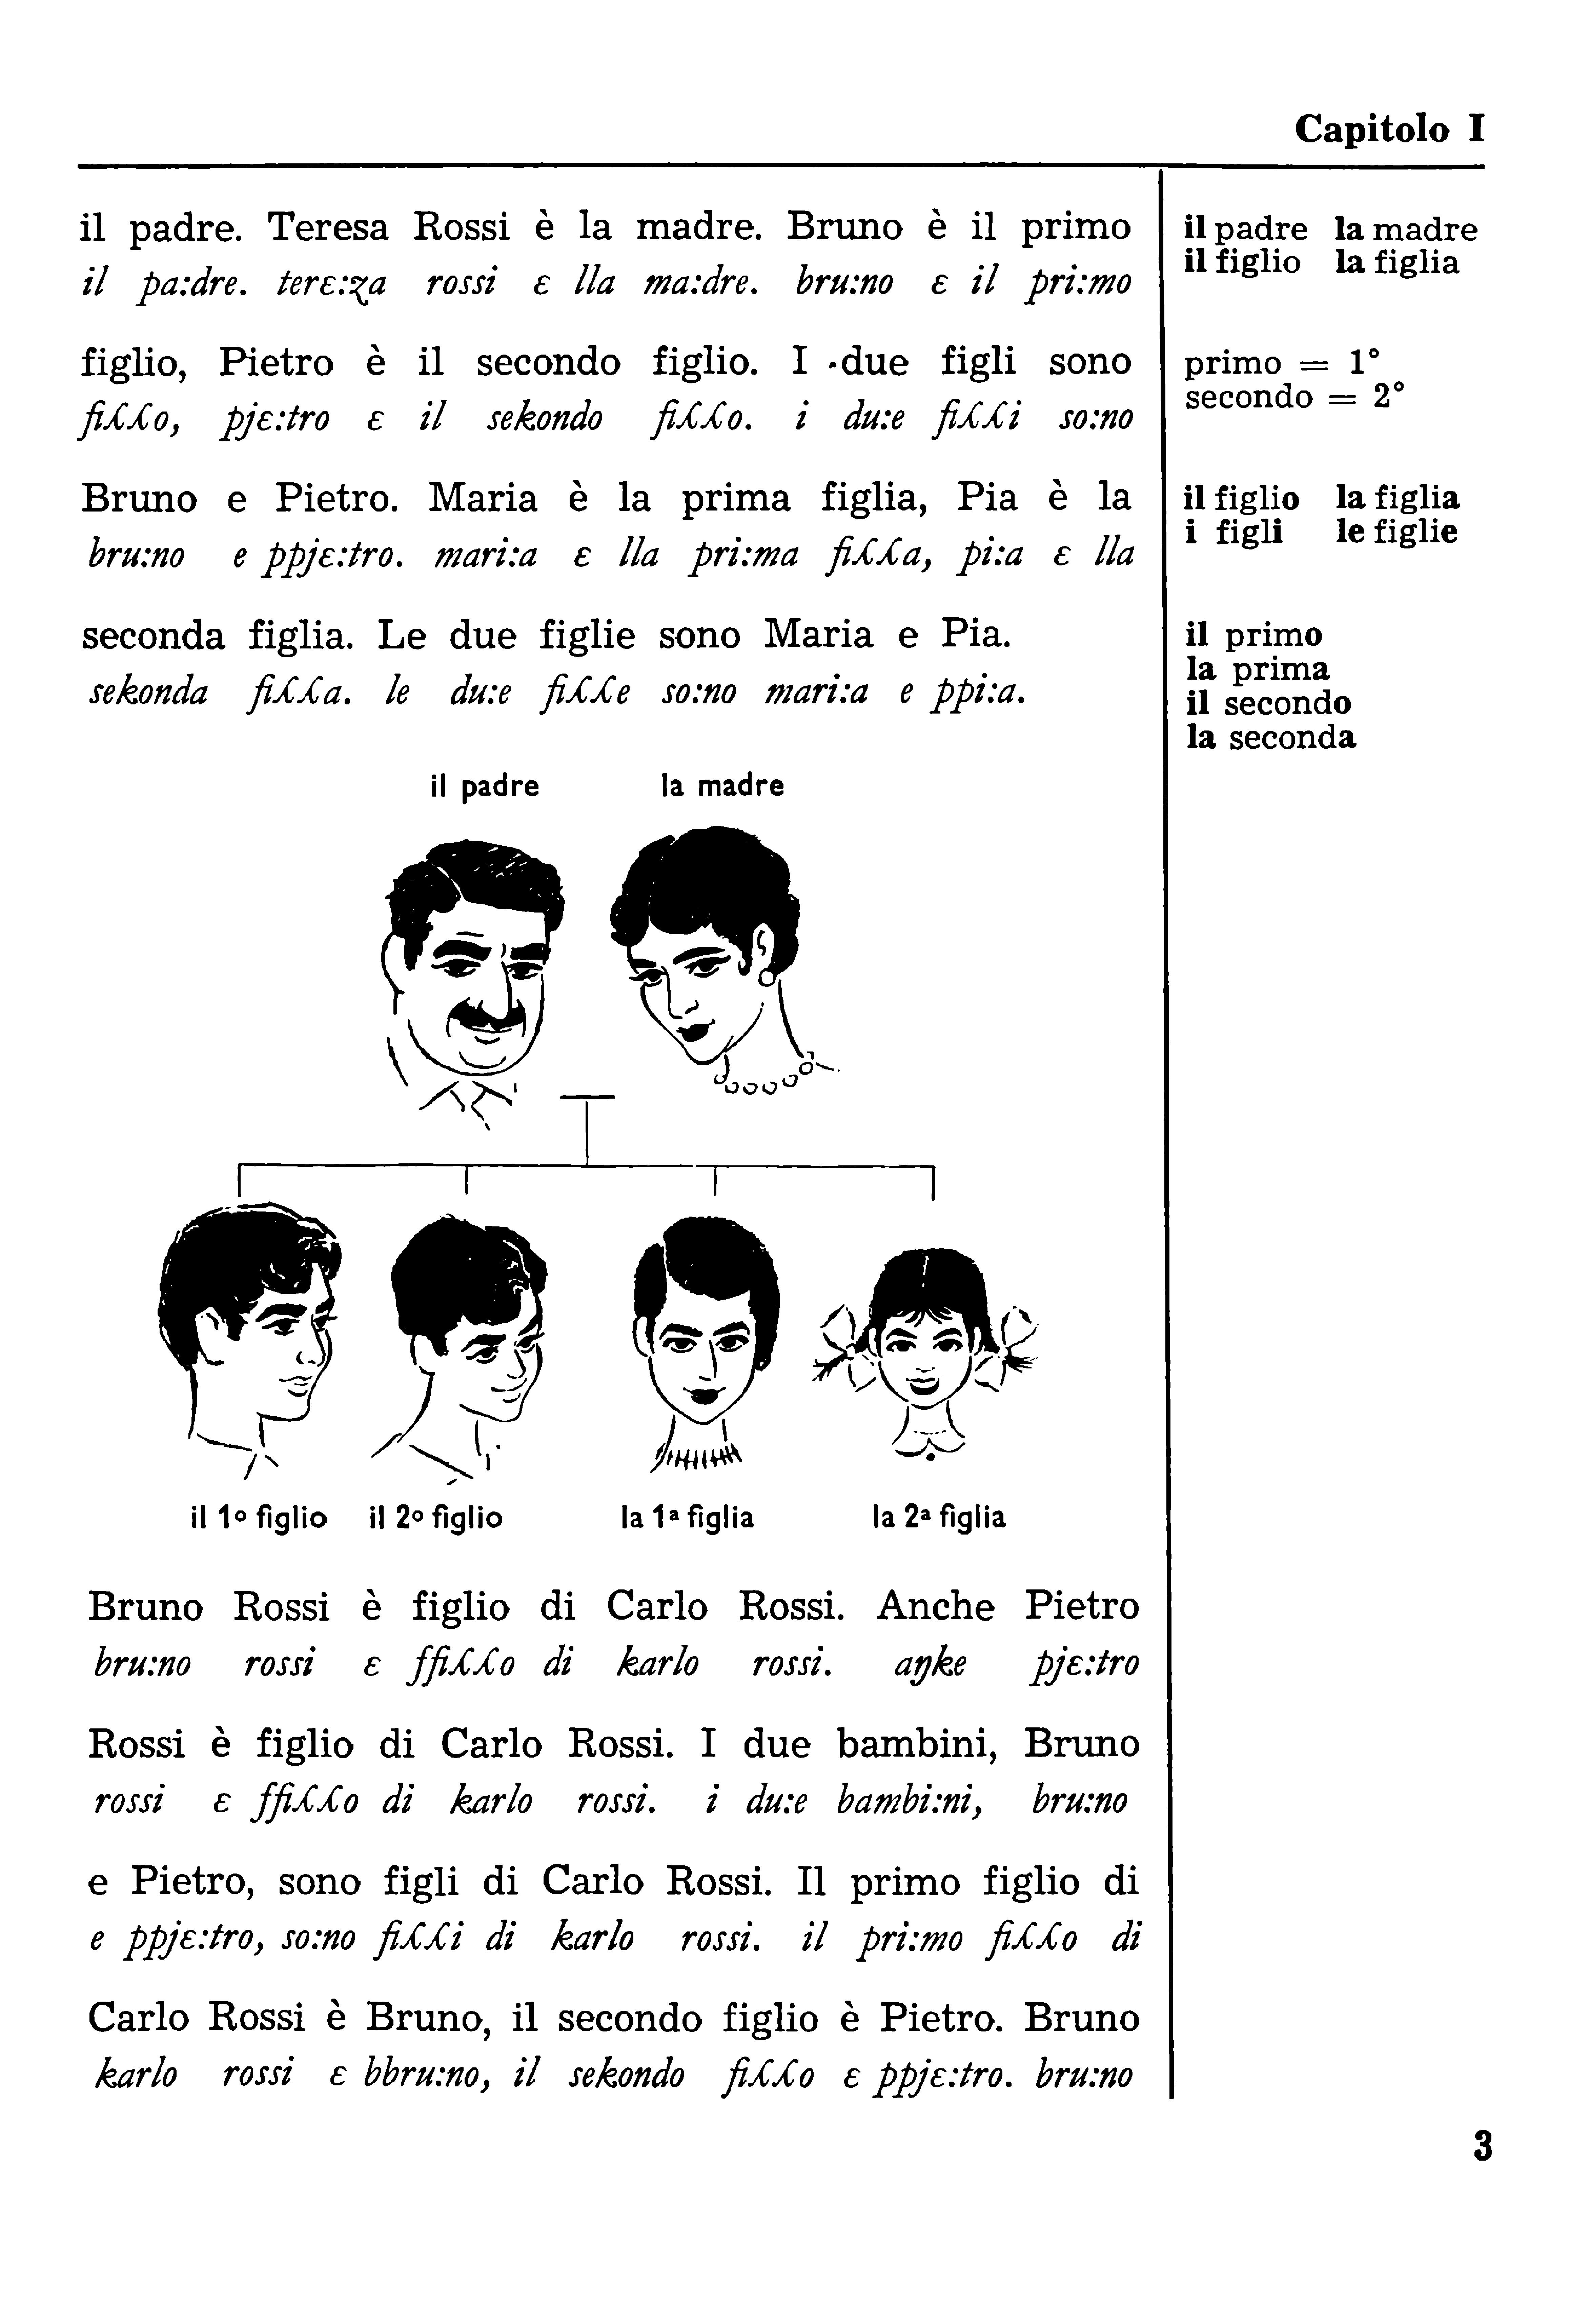 Capitolo I
il padre. Teresa Rossi è la madre. Bruno è il primo
il pa:dre. terɛ:ʐa rossi ɛ lla ma:dre. bru:no ɛ il pri:mo
figlio, Pietro è il secondo figlio. I due figli sono
fiʎʎo, pjɛ:tro ɛ il sekondo fiʎʎo. i du:e fiʎʎi so:no
Bruno e Pietro. Maria è la prima figlia, Pia è la
bru:no e ppjɛ:tro. mari:a ɛ lla pri:ma fiʎʎa, pi:a ɛ lla
seconda figlia. Le due figlie sono Maria e Pia.
sekonda fiʎʎa. le du:e fiʎʎe so:no mari:a e ppi:a.
il padre la madre
il figlio la figlia
primo = 1°
secondo = 2°
il figlio la figlia
i figli le figlie
il primo
la prima
il secondo
la seconda
il padre la madre
il 1º figlio il 2º figlio la 1ª figlia la 2ª figlia
Bruno Rossi è figlio di Carlo Rossi. Anche Pietro
bru:no rossi ɛ ffiʎʎo di karlo rossi. aŋke pjɛ:tro
Rossi è figlio di Carlo Rossi. I due bambini, Bruno
rossi ɛ ffiʎʎo di karlo rossi. i du:e bambi:ni, bru:no
e Pietro, sono figli di Carlo Rossi. Il primo figlio di
e ppjɛ:tro, so:no fiʎʎi di karlo rossi. il pri:mo fiʎʎo di
Carlo Rossi è Bruno, il secondo figlio è Pietro. Bruno
karlo rossi ɛ bbru:no, il sekondo fiʎʎo ɛ ppjɛ:tro. bru:no
3